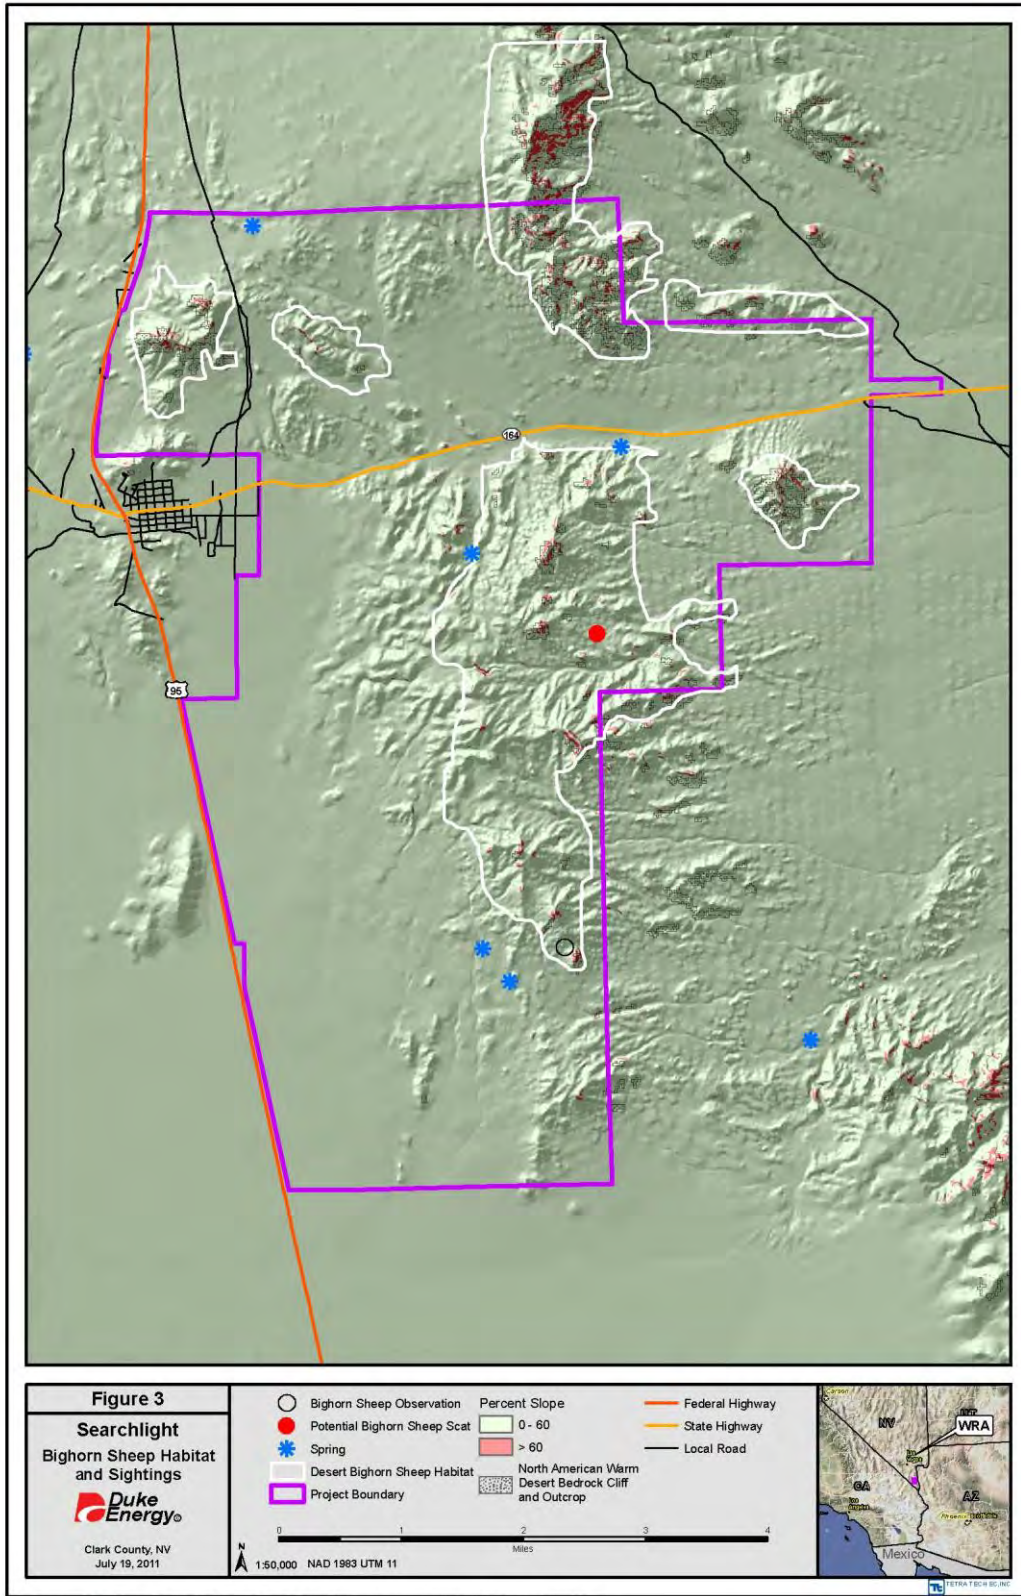 164
95
Figure 3
Searchlight
Bighorn Sheep Habitat
and Sightings
Duke
Energy®
Clark County, NV
July 19, 2011
Bighorn Sheep Observation
Potential Bighorn Sheep Scat
Spring
Desert Bighorn Sheep Habitat
Project Boundary
Percent Slope
0 - 60
> 60
North American Warm
Desert Bedrock Cliff
and Outcrop
Federal Highway
State Highway
Local Road
0 1 2 3 4
Miles
N
1:50,000 NAD 1983 UTM 11
Carson
NV
UT
WRA
CA
AZ
Mexico
TETRA TECH EC, INC